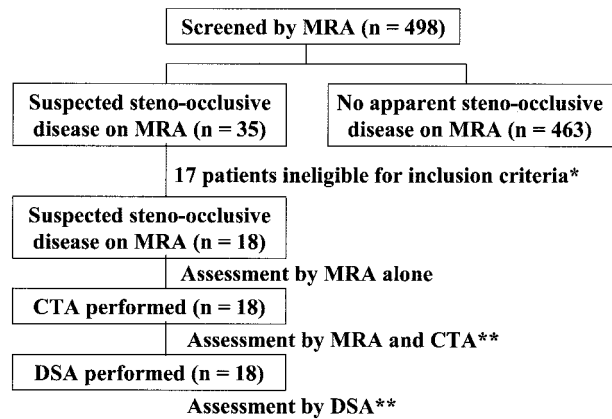 Screened by MRA (n = 498)
Suspected steno-occlusive
disease on MRA (n = 35)
No apparent steno-occlusive
disease on MRA (n = 463)
17 patients ineligible for inclusion criteria*
Suspected steno-occlusive
disease on MRA (n = 18)
Assessment by MRA alone
CTA performed (n = 18)
Assessment by MRA and CTA**
DSA performed (n = 18)
Assessment by DSA**